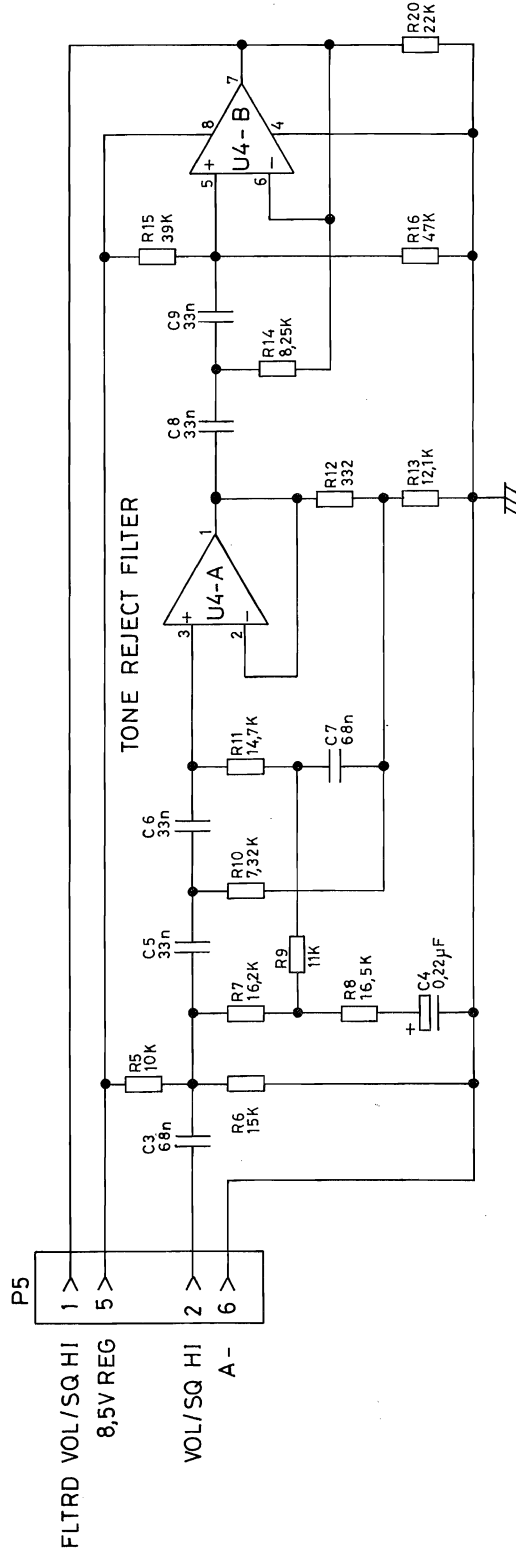 TONE REJECT FILTER
P5
FLTRD VOL/SQ HI
1
8,5V REG
5
VOL/SQ HI
2
A-
6
C3
68n
R5
10K
R6
15K
R7
16,2K
R8
16,5K
C4
0,22µF
+
R9
11K
C5
33n
R10
7,32K
C6
33n
R11
14,7K
C7
68n
3
+
2
−
U4-A
1
R12
332
R13
12,1K
C8
33n
R14
8,25K
C9
33n
R15
39K
R16
47K
5
+
6
−
U4-B
8
4
7
R20
22K